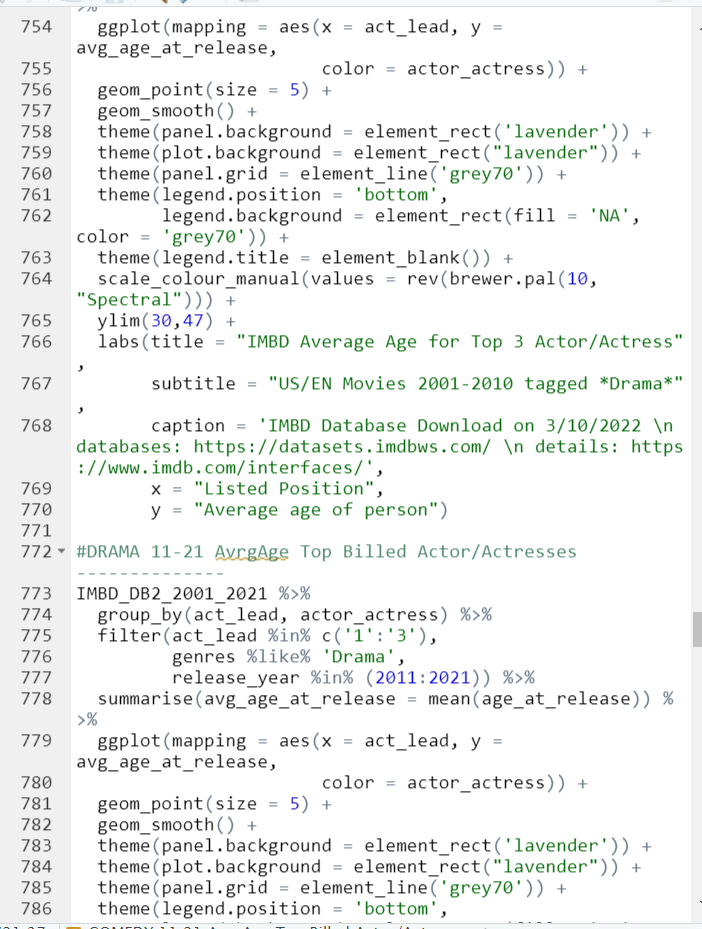 %>%
754 ggplot(mapping = aes(x = act_lead, y =
avg_age_at_release,
755 color = actor_actress)) +
756 geom_point(size = 5) +
757 geom_smooth() +
758 theme(panel.background = element_rect('lavender')) +
759 theme(plot.background = element_rect("lavender")) +
760 theme(panel.grid = element_line('grey70')) +
761 theme(legend.position = 'bottom',
762 legend.background = element_rect(fill = 'NA',
color = 'grey70')) +
763 theme(legend.title = element_blank()) +
764 scale_colour_manual(values = rev(brewer.pal(10,
"Spectral"))) +
765 ylim(30,47) +
766 labs(title = "IMBD Average Age for Top 3 Actor/Actress"
,
767 subtitle = "US/EN Movies 2001-2010 tagged *Drama*"
,
768 caption = 'IMBD Database Download on 3/10/2022 \n
databases: https://datasets.imdbws.com/ \n details: https
://www.imdb.com/interfaces/',
769 x = "Listed Position",
770 y = "Average age of person")
771
772 #DRAMA 11-21 AvrgAge Top Billed Actor/Actresses
--------------
773 IMBD_DB2_2001_2021 %>%
774 group_by(act_lead, actor_actress) %>%
775 filter(act_lead %in% c('1':'3'),
776 genres %like% 'Drama',
777 release_year %in% (2011:2021)) %>%
778 summarise(avg_age_at_release = mean(age_at_release)) %
>%
779 ggplot(mapping = aes(x = act_lead, y =
avg_age_at_release,
780 color = actor_actress)) +
781 geom_point(size = 5) +
782 geom_smooth() +
783 theme(panel.background = element_rect('lavender')) +
784 theme(plot.background = element_rect("lavender")) +
785 theme(panel.grid = element_line('grey70')) +
786 theme(legend.position = 'bottom',